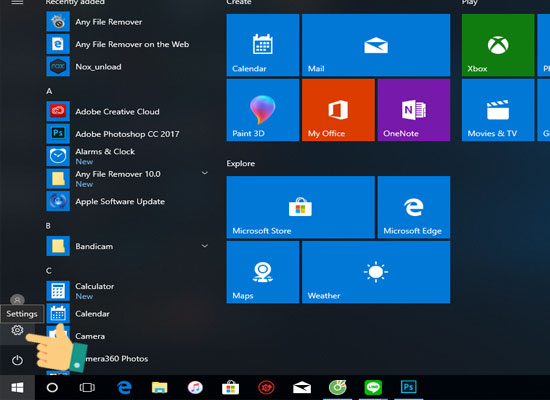 Recently added
Any File Remover
Any File Remover on the Web
Nox_unload
A
Adobe Creative Cloud
Adobe Photoshop CC 2017
Alarms & Clock
New
Any File Remover 10.0
New
Apple Software Update
B
Bandicam
C
Calculator
New
Calendar
Camera
Camera360 Photos
Settings
Create
Calendar
Mail
Paint 3D
My Office
OneNote
Explore
Microsoft Store
Microsoft Edge
Maps
Weather
Play
Xbox
Movies & TV